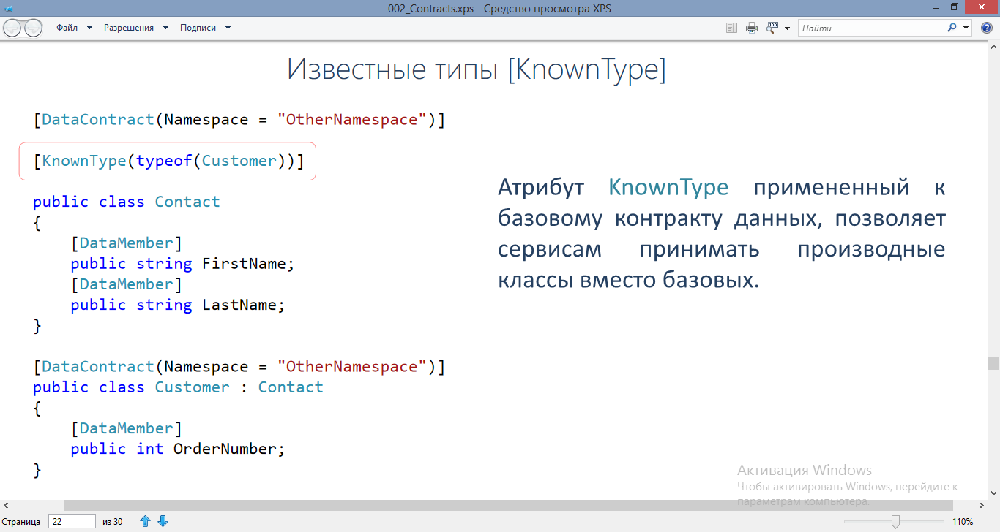 002_Contracts.xps - Средство просмотра XPS
Файл Разрешения Подписи 100 Найти ?
Известные типы [KnownType]
[DataContract(Namespace = "OtherNamespace")]
[KnownType(typeof(Customer))]
public class Contact
{
[DataMember]
public string FirstName;
[DataMember]
public string LastName;
}
[DataContract(Namespace = "OtherNamespace")]
public class Customer : Contact
{
[DataMember]
public int OrderNumber;
}
Атрибут KnownType примененный к
базовому контракту данных, позволяет
сервисам принимать производные
классы вместо базовых.
Активация Windows
Чтобы активировать Windows, перейдите к
параметрам компьютера.
Страница 22 из 30 110%